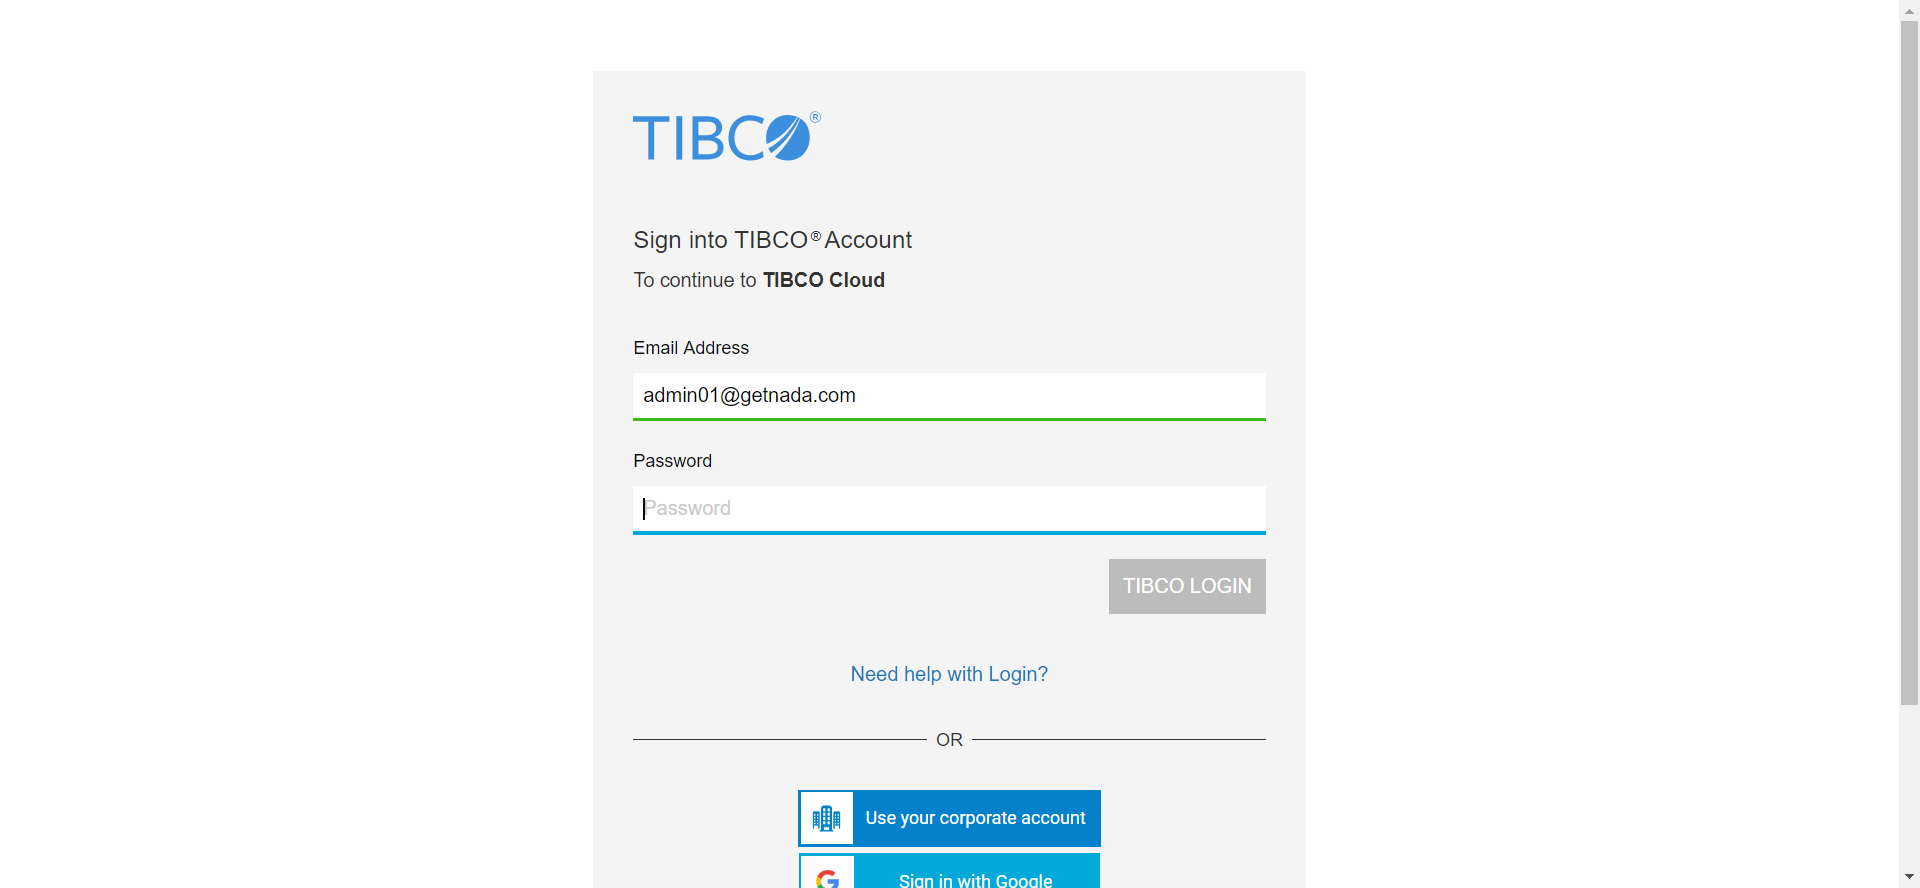 TIBCO®
Sign into TIBCO® Account
To continue to TIBCO Cloud
Email Address
admin01@getnada.com
Password
Password
TIBCO LOGIN
Need help with Login?
OR
Use your corporate account
Sign in with Google